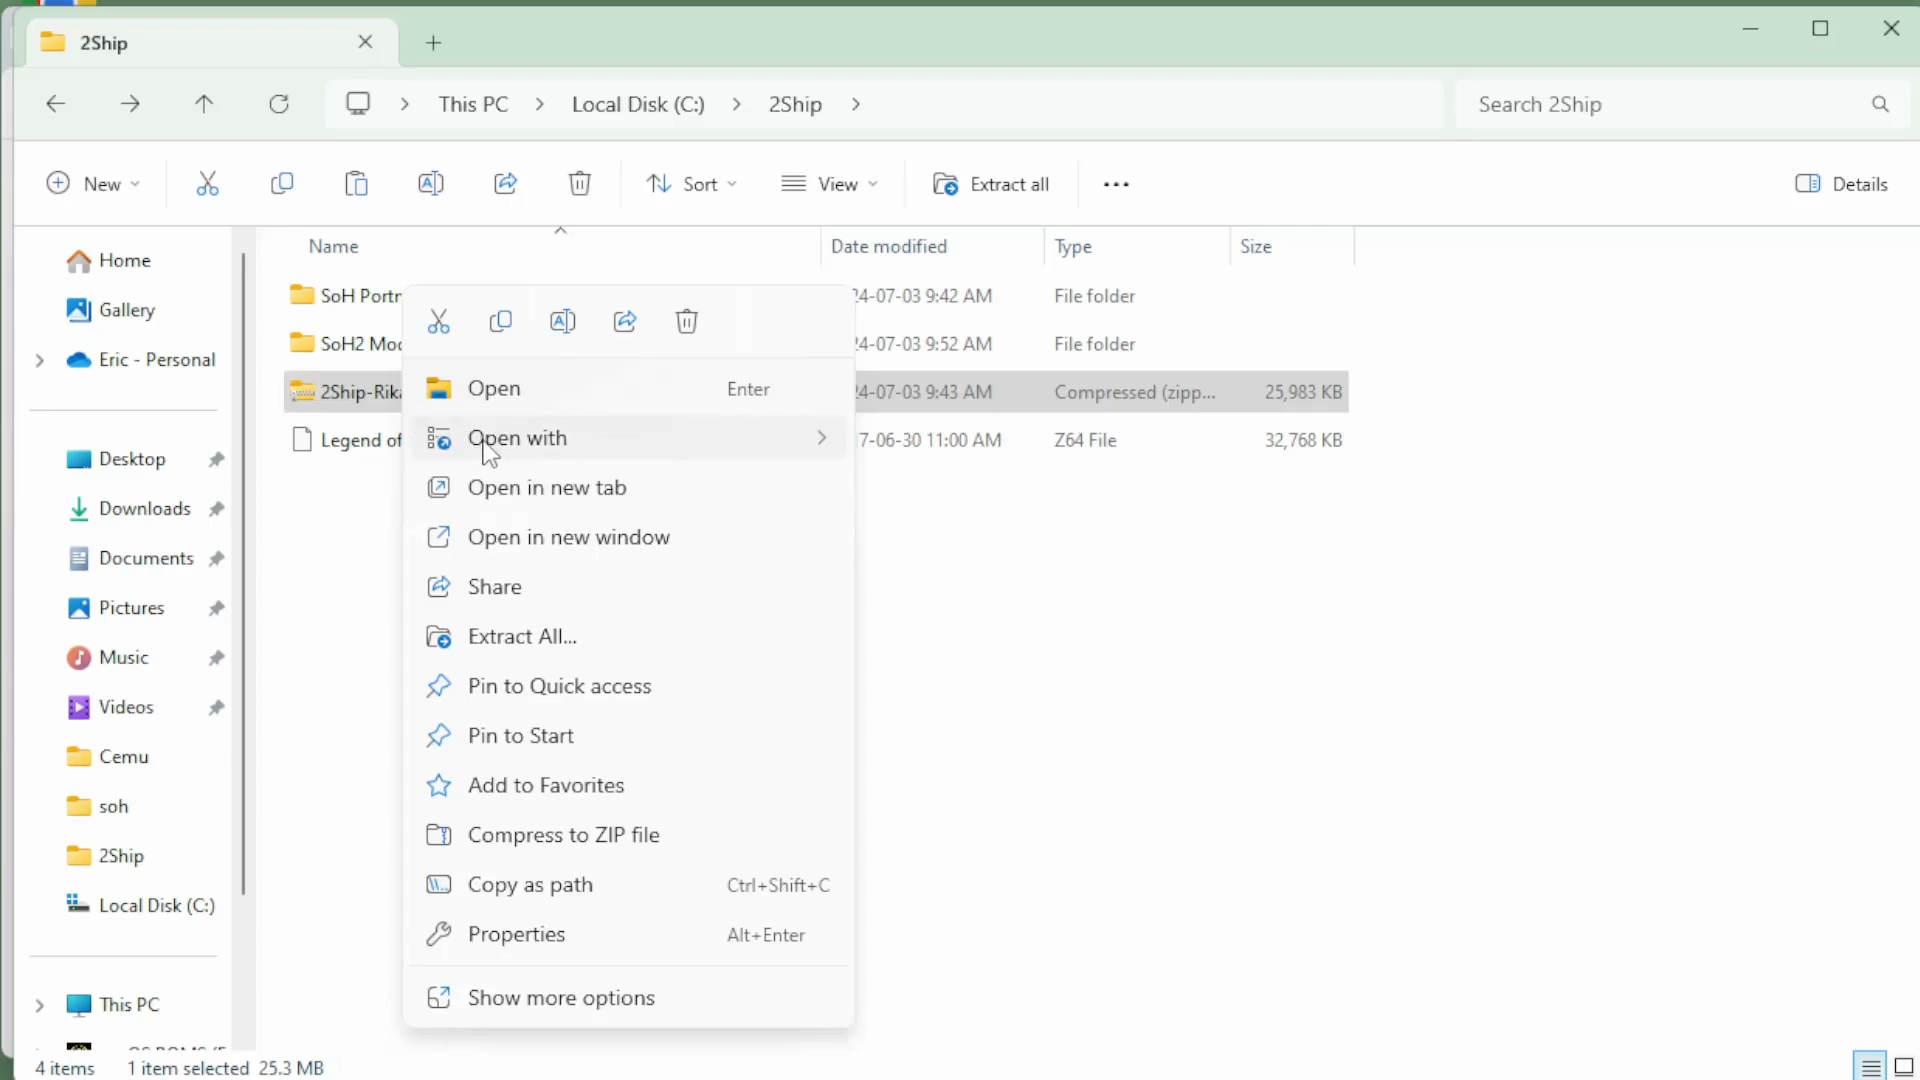 2Ship
This PC
Local Disk (C:)
2Ship
Search 2Ship
New
Sort
View
Extract all
Details
Name
Date modified
Type
Size
Home
Gallery
Eric - Personal
Desktop
Downloads
Documents
Pictures
Music
Videos
Cemu
soh
2Ship
Local Disk (C:)
This PC
SoH
24-07-03 9:42 AM
File folder
SoH2
24-07-03 9:52 AM
File folder
24-07-03 9:43 AM
Compressed (zipp...
25,983 KB
Legend of
7-06-30 11:00 AM
Z64 File
32,768 KB
Open
Enter
Open with
Open in new tab
Open in new window
Share
Extract All...
Pin to Quick access
Pin to Start
Add to Favorites
Compress to ZIP file
Copy as path
Ctrl+Shift+C
Properties
Alt+Enter
Show more options
4 items
1 item selected 25.3 MB